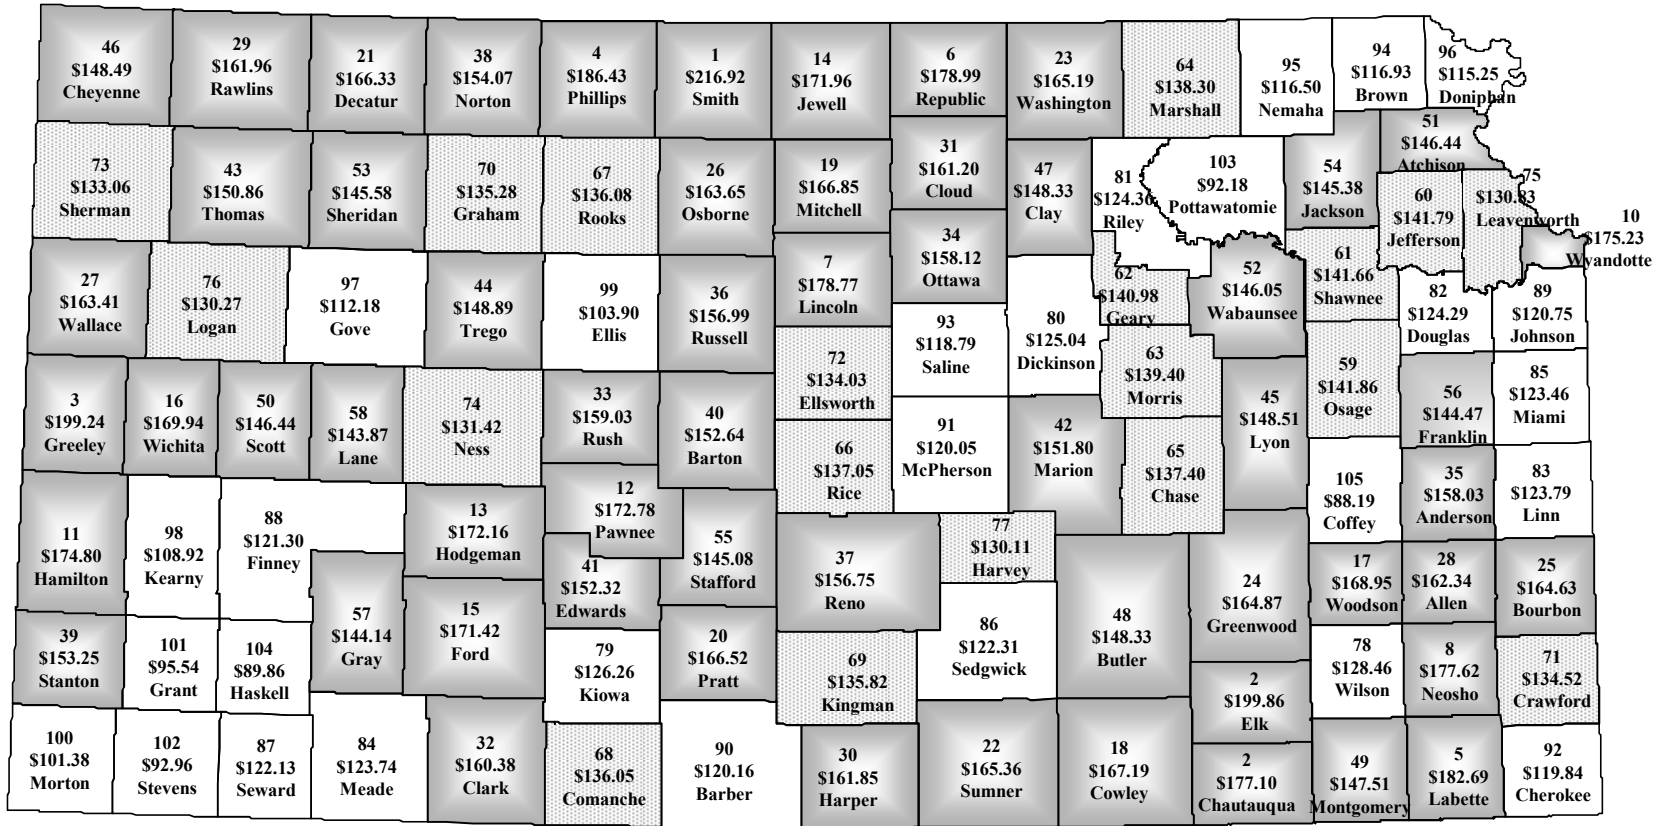 46
$148.49
Cheyenne
29
$161.96
Rawlins
21
$166.33
Decatur
38
$154.07
Norton
4
$186.43
Phillips
1
$216.92
Smith
14
$171.96
Jewell
6
$178.99
Republic
23
$165.19
Washington
64
$138.30
Marshall
95
$116.50
Nemaha
94
$116.93
Brown
96
$115.25
Doniphan
73
$133.06
Sherman
43
$150.86
Thomas
53
$145.58
Sheridan
70
$135.28
Graham
67
$136.08
Rooks
26
$163.65
Osborne
19
$166.85
Mitchell
31
$161.20
Cloud
47
$148.33
Clay
81
$124.36
Riley
103
$92.18
Pottawatomie
54
$145.38
Jackson
51
$146.44
Atchison
60
$141.79
Jefferson
75
$130.83
Leavenworth
10
$175.23
Wyandotte
27
$163.41
Wallace
76
$130.27
Logan
97
$112.18
Gove
44
$148.89
Trego
99
$103.90
Ellis
36
$156.99
Russell
7
$178.77
Lincoln
34
$158.12
Ottawa
93
$118.79
Saline
80
$125.04
Dickinson
62
$140.98
Geary
52
$146.05
Wabaunsee
61
$141.66
Shawnee
82
$124.29
Douglas
89
$120.75
Johnson
3
$199.24
Greeley
16
$169.94
Wichita
50
$146.44
Scott
58
$143.87
Lane
74
$131.42
Ness
33
$159.03
Rush
40
$152.64
Barton
72
$134.03
Ellsworth
66
$137.05
Rice
91
$120.05
McPherson
42
$151.80
Marion
63
$139.40
Morris
65
$137.40
Chase
45
$148.51
Lyon
59
$141.86
Osage
56
$144.47
Franklin
85
$123.46
Miami
11
$174.80
Hamilton
98
$108.92
Kearny
88
$121.30
Finney
13
$172.16
Hodgeman
12
$172.78
Pawnee
55
$145.08
Stafford
37
$156.75
Reno
77
$130.11
Harvey
105
$88.19
Coffey
35
$158.03
Anderson
83
$123.79
Linn
39
$153.25
Stanton
101
$95.54
Grant
104
$89.86
Haskell
57
$144.14
Gray
15
$171.42
Ford
41
$152.32
Edwards
79
$126.26
Kiowa
20
$166.52
Pratt
69
$135.82
Kingman
86
$122.31
Sedgwick
48
$148.33
Butler
24
$164.87
Greenwood
17
$168.95
Woodson
28
$162.34
Allen
25
$164.63
Bourbon
78
$128.46
Wilson
8
$177.62
Neosho
71
$134.52
Crawford
100
$101.38
Morton
102
$92.96
Stevens
87
$122.13
Seward
84
$123.74
Meade
32
$160.38
Clark
68
$136.05
Comanche
90
$120.16
Barber
30
$161.85
Harper
22
$165.36
Sumner
18
$167.19
Cowley
2
$199.86
Elk
2
$177.10
Chautauqua
49
$147.51
Montgomery
5
$182.69
Labette
92
$119.84
Cherokee